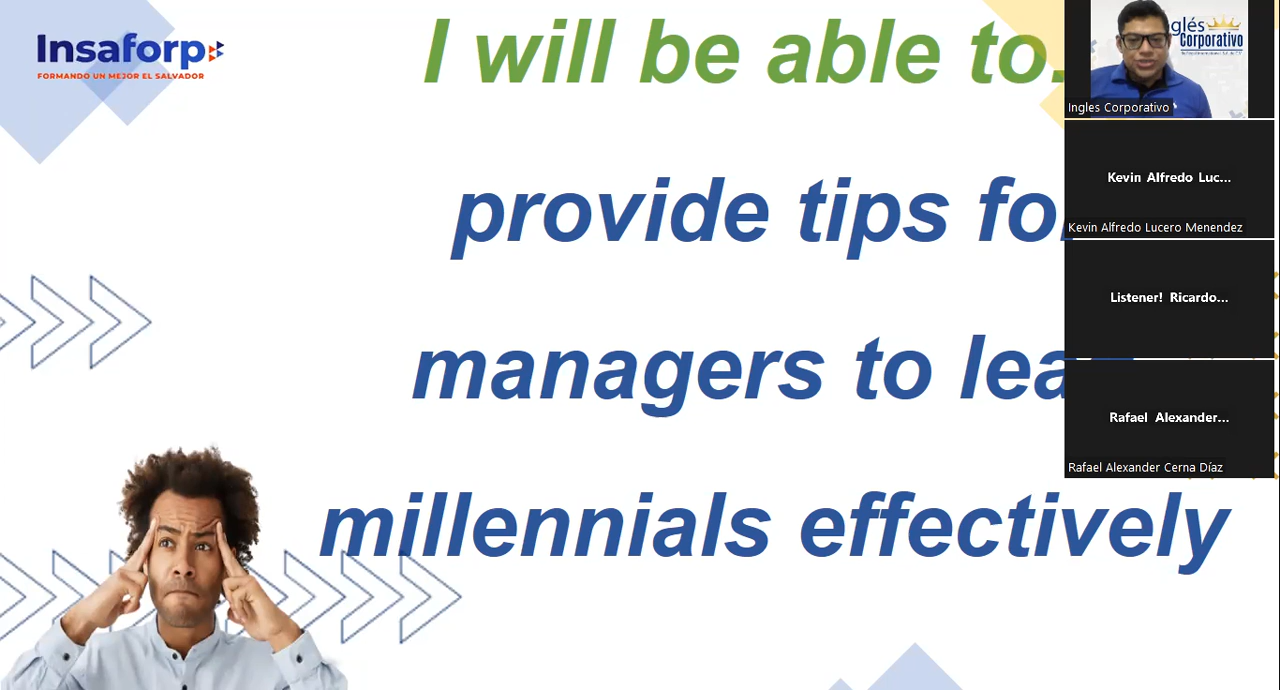 Insaforp
FORMANDO UN MEJOR EL SALVADOR
I will be able to.
provide tips for
managers to lea
millennials effectively
Inglés
Corporativo
Ingles Corporativo
Kevin Alfredo Luc...
Kevin Alfredo Lucero Menendez
Listener! Ricardo...
Rafael Alexander...
Rafael Alexander Cerna Díaz